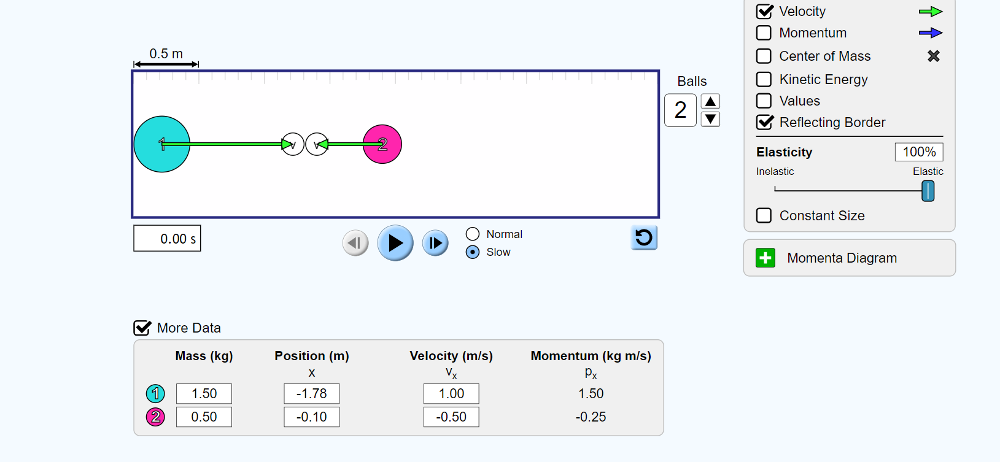 Velocity
Momentum
0.5 m
Center of Mass
Balls
Kinetic Energy
Values
2
Reflecting Border
1
v
v
2
Elasticity 100%
Inelastic Elastic
Constant Size
0.00 s
Normal
Slow
Momenta Diagram
More Data
Mass (kg) Position (m) Velocity (m/s) Momentum (kg m/s)
x vx px
1 1.50 -1.78 1.00 1.50
2 0.50 -0.10 -0.50 -0.25